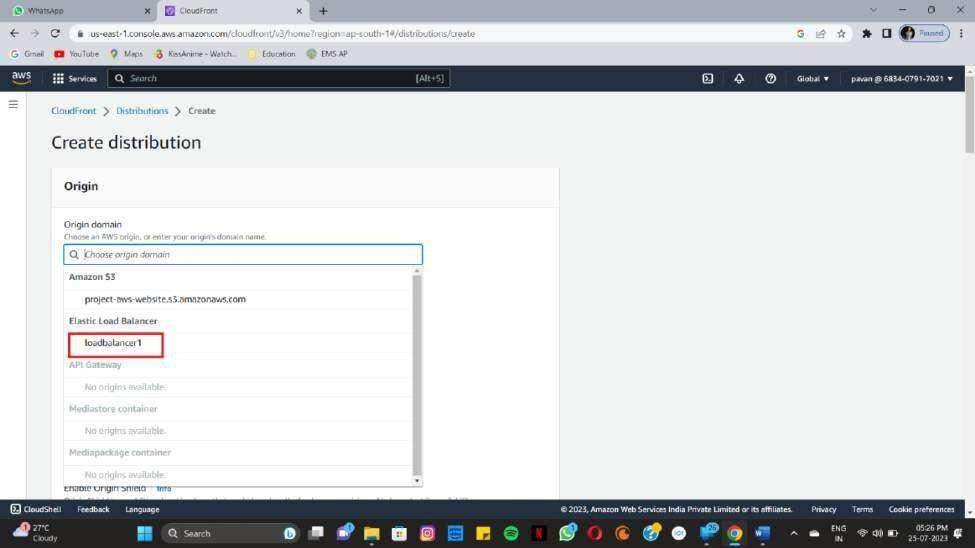 WhatsApp
CloudFront
us-east-1.console.aws.amazon.com/cloudfront/v3/home?region=ap-south-1#/distributions/create
Paused
Gmail YouTube Maps KissAnime - Watch... Education EMS AP
aws Services Search [Alt+S] Global pavan @ 6834-0791-7021
CloudFront > Distributions > Create
Create distribution
Origin
Origin domain
Choose an AWS origin, or enter your origin's domain name.
Choose origin domain
Amazon S3
project-aws-website.s3.amazonaws.com
Elastic Load Balancer
loadbalancer1
API Gateway
No origins available.
Mediastore container
No origins available.
Mediapackage container
No origins available.
Enable Origin Shield Info
CloudShell Feedback Language © 2023, Amazon Web Services India Private Limited or its affiliates. Privacy Terms Cookie preferences
27°C
Cloudy
Search
ENG
IN
05:26 PM
25-07-2023